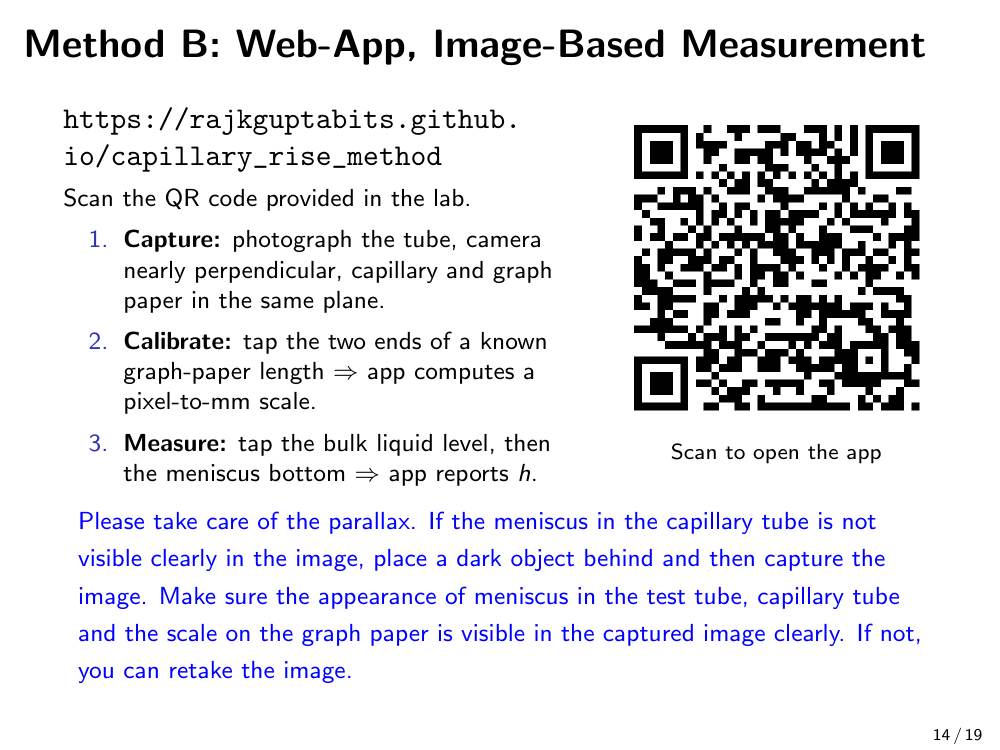 Method B: Web-App, Image-Based Measurement
https://rajkguptabits.github.
io/capillary_rise_method
Scan the QR code provided in the lab.
1. Capture: photograph the tube, camera
nearly perpendicular, capillary and graph
paper in the same plane.
2. Calibrate: tap the two ends of a known
graph-paper length ⇒ app computes a
pixel-to-mm scale.
3. Measure: tap the bulk liquid level, then
the meniscus bottom ⇒ app reports h.
Scan to open the app
Please take care of the parallax. If the meniscus in the capillary tube is not
visible clearly in the image, place a dark object behind and then capture the
image. Make sure the appearance of meniscus in the test tube, capillary tube
and the scale on the graph paper is visible in the captured image clearly. If not,
you can retake the image.
14 / 19